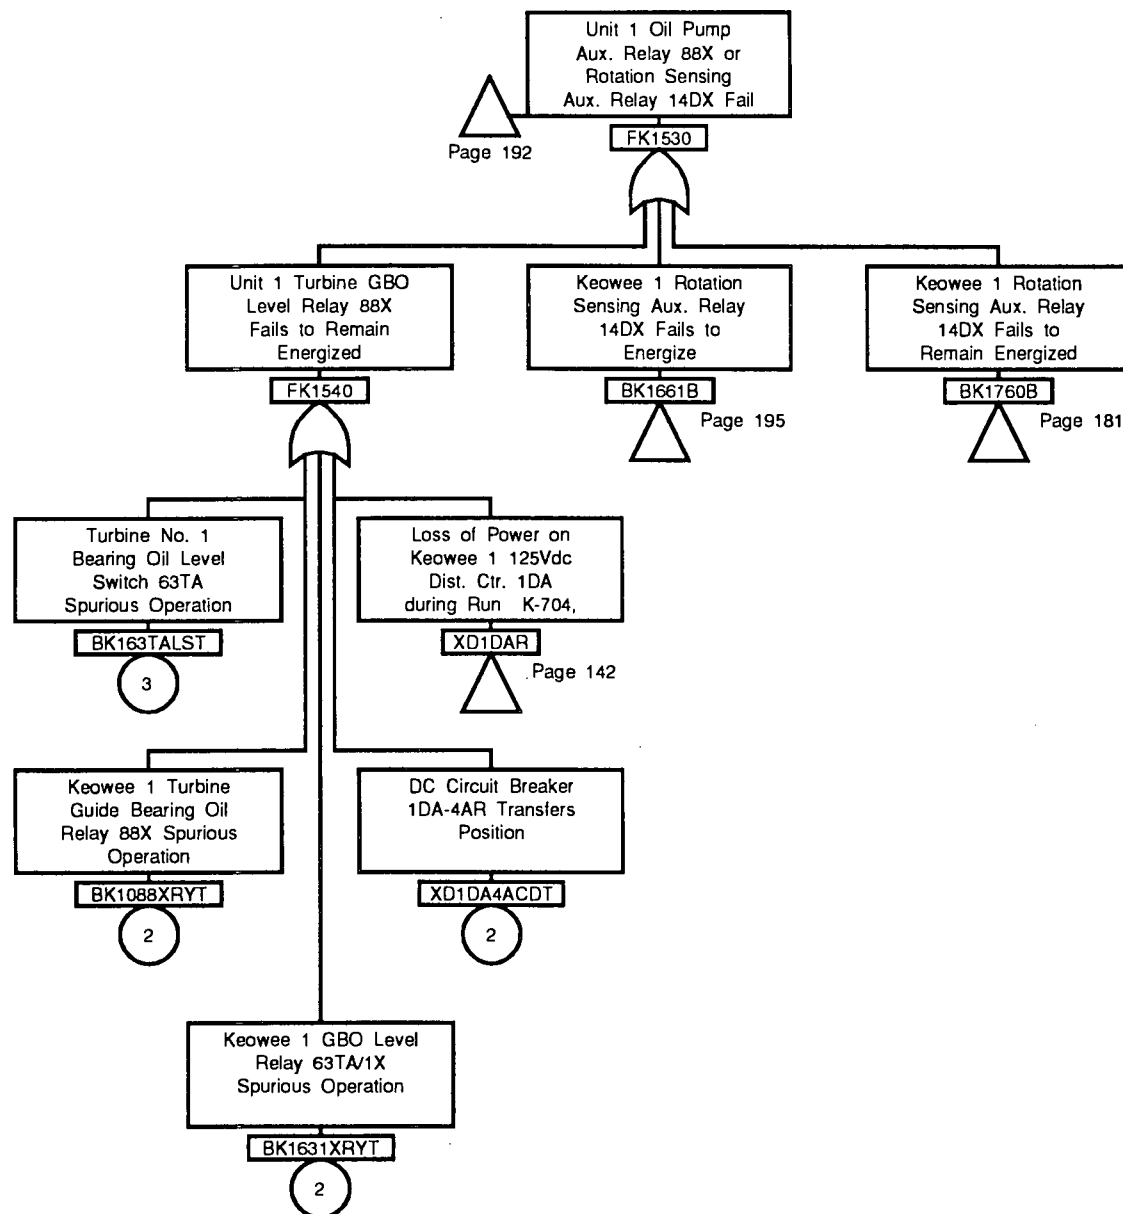 Unit 1 Oil Pump
Aux. Relay 88X or
Rotation Sensing
Aux. Relay 14DX Fail
Page 192
FK1530
Unit 1 Turbine GBO
Level Relay 88X
Fails to Remain
Energized
FK1540
Keowee 1 Rotation
Sensing Aux. Relay
14DX Fails to
Energize
BK1661B
Page 195
Keowee 1 Rotation
Sensing Aux. Relay
14DX Fails to
Remain Energized
BK1760B
Page 181
Turbine No. 1
Bearing Oil Level
Switch 63TA
Spurious Operation
BK163TALST
3
Loss of Power on
Keowee 1 125Vdc
Dist. Ctr. 1DA
during Run K-704,
XD1DAR
Page 142
Keowee 1 Turbine
Guide Bearing Oil
Relay 88X Spurious
Operation
BK1088XRYT
2
DC Circuit Breaker
1DA-4AR Transfers
Position
XD1DA4ACDT
2
Keowee 1 GBO Level
Relay 63TA/1X
Spurious Operation
BK1631XRYT
2